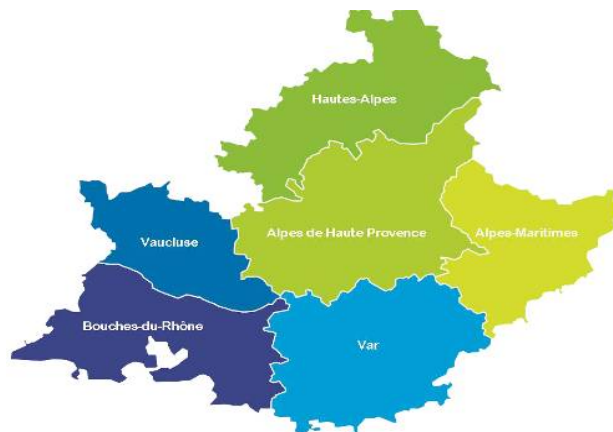 Hautes-Alpes
Vaucluse
Alpes de Haute Provence
Alpes-Maritimes
Bouches-du-Rhône
Var